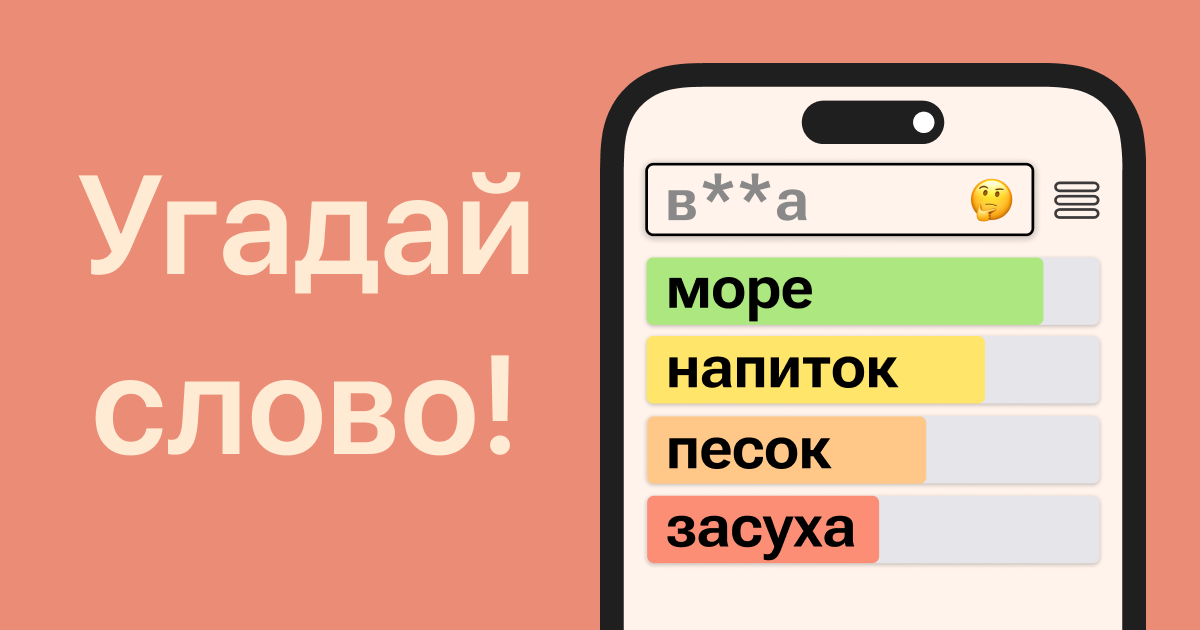 Угадай
слово!
в**а
море
напиток
песок
засуха